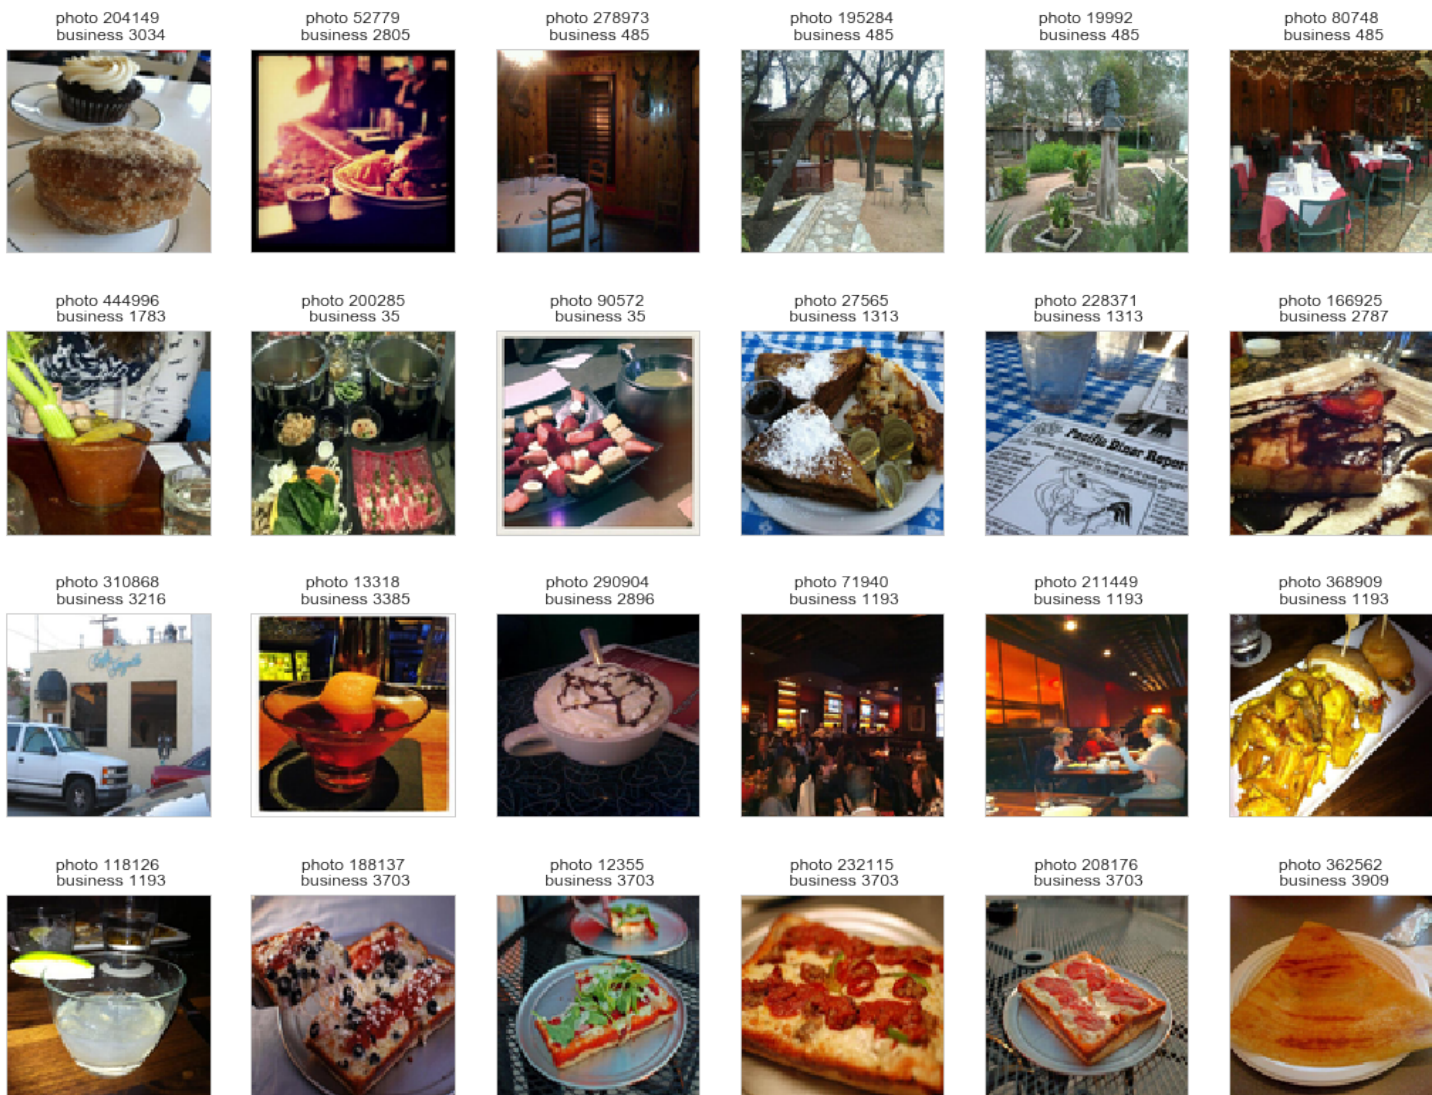 photo 204149
business 3034
photo 52779
business 2805
photo 278973
business 485
photo 195284
business 485
photo 19992
business 485
photo 80748
business 485
photo 444996
business 1783
photo 200285
business 35
photo 90572
business 35
photo 27565
business 1313
photo 228371
business 1313
Pacific Diner Report
photo 166925
business 2787
photo 310868
business 3216
photo 13318
business 3385
photo 290904
business 2896
photo 71940
business 1193
photo 211449
business 1193
photo 368909
business 1193
photo 118126
business 1193
photo 188137
business 3703
photo 12355
business 3703
photo 232115
business 3703
photo 208176
business 3703
photo 362562
business 3909